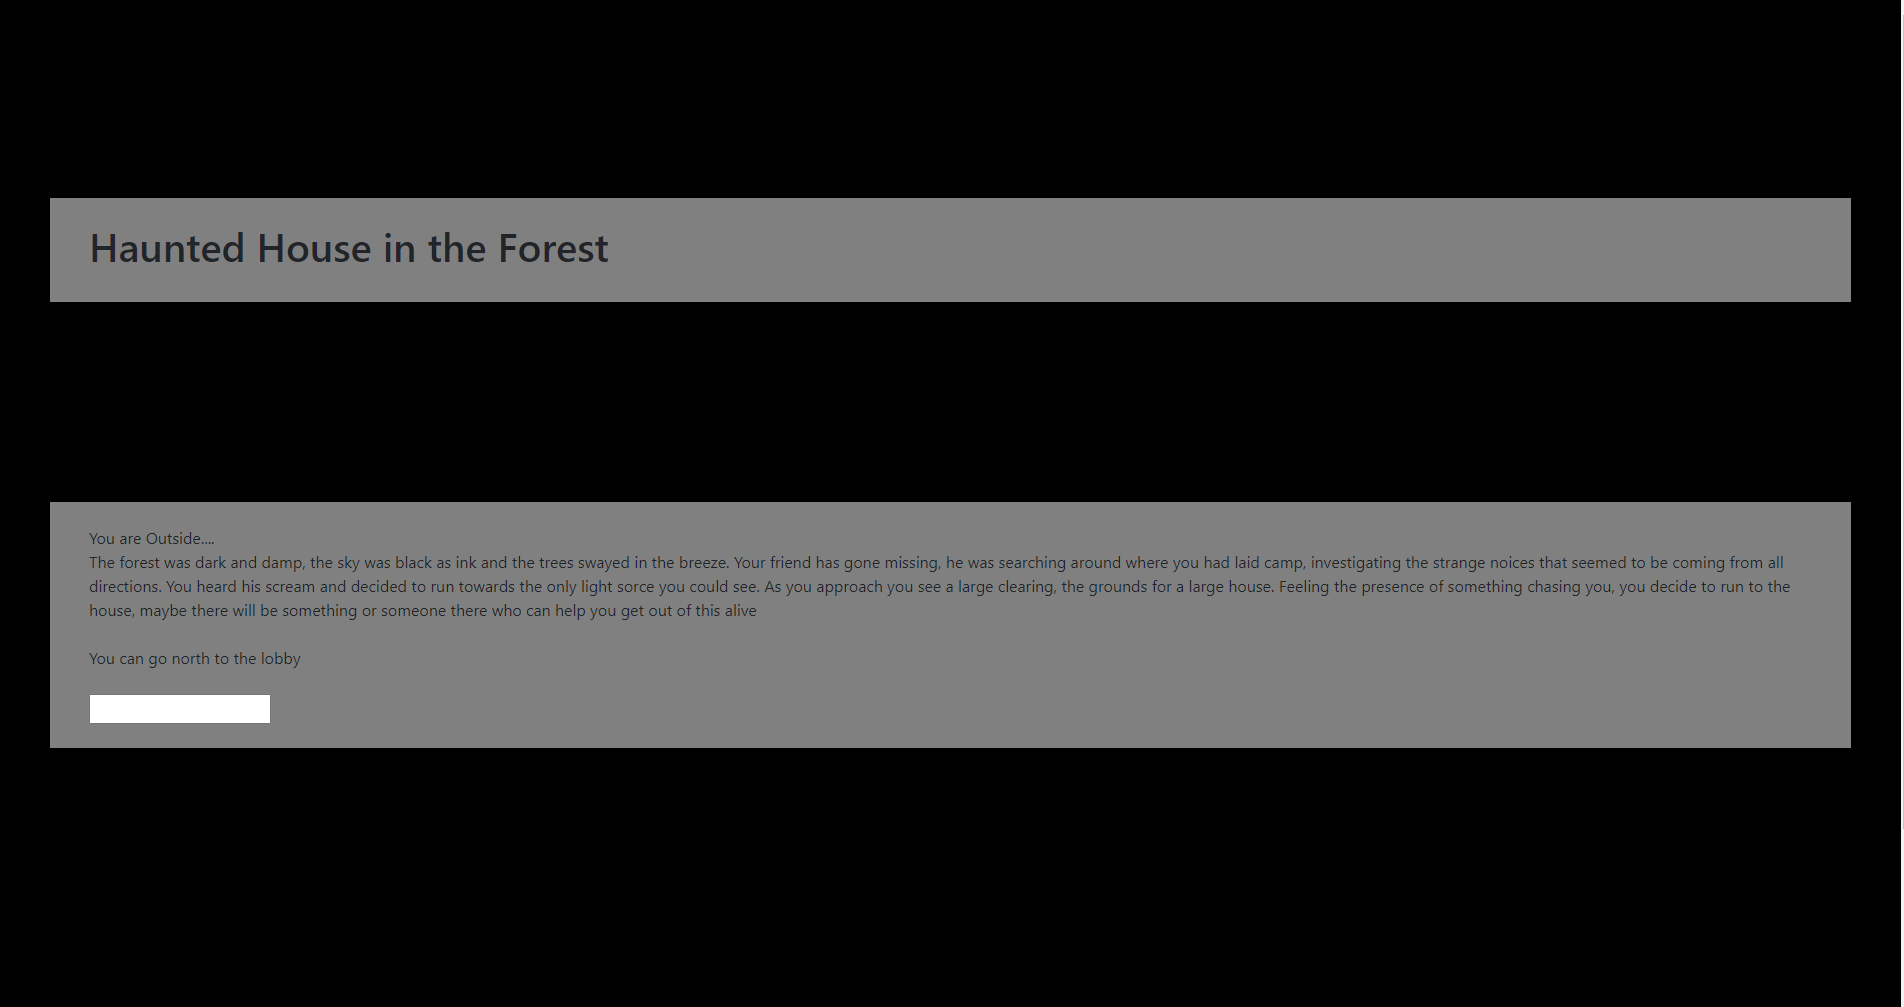 Haunted House in the Forest
You are Outside....
The forest was dark and damp, the sky was black as ink and the trees swayed in the breeze. Your friend has gone missing, he was searching around where you had laid camp, investigating the strange noices that seemed to be coming from all
directions. You heard his scream and decided to run towards the only light sorce you could see. As you approach you see a large clearing, the grounds for a large house. Feeling the presence of something chasing you, you decide to run to the
house, maybe there will be something or someone there who can help you get out of this alive
You can go north to the lobby